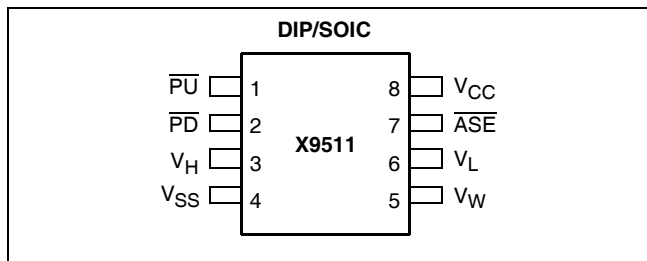 DIP/SOIC
PU 1 8 VCC
PD 2 7 ASE
X9511
VH 3 6 VL
VSS 4 5 VW